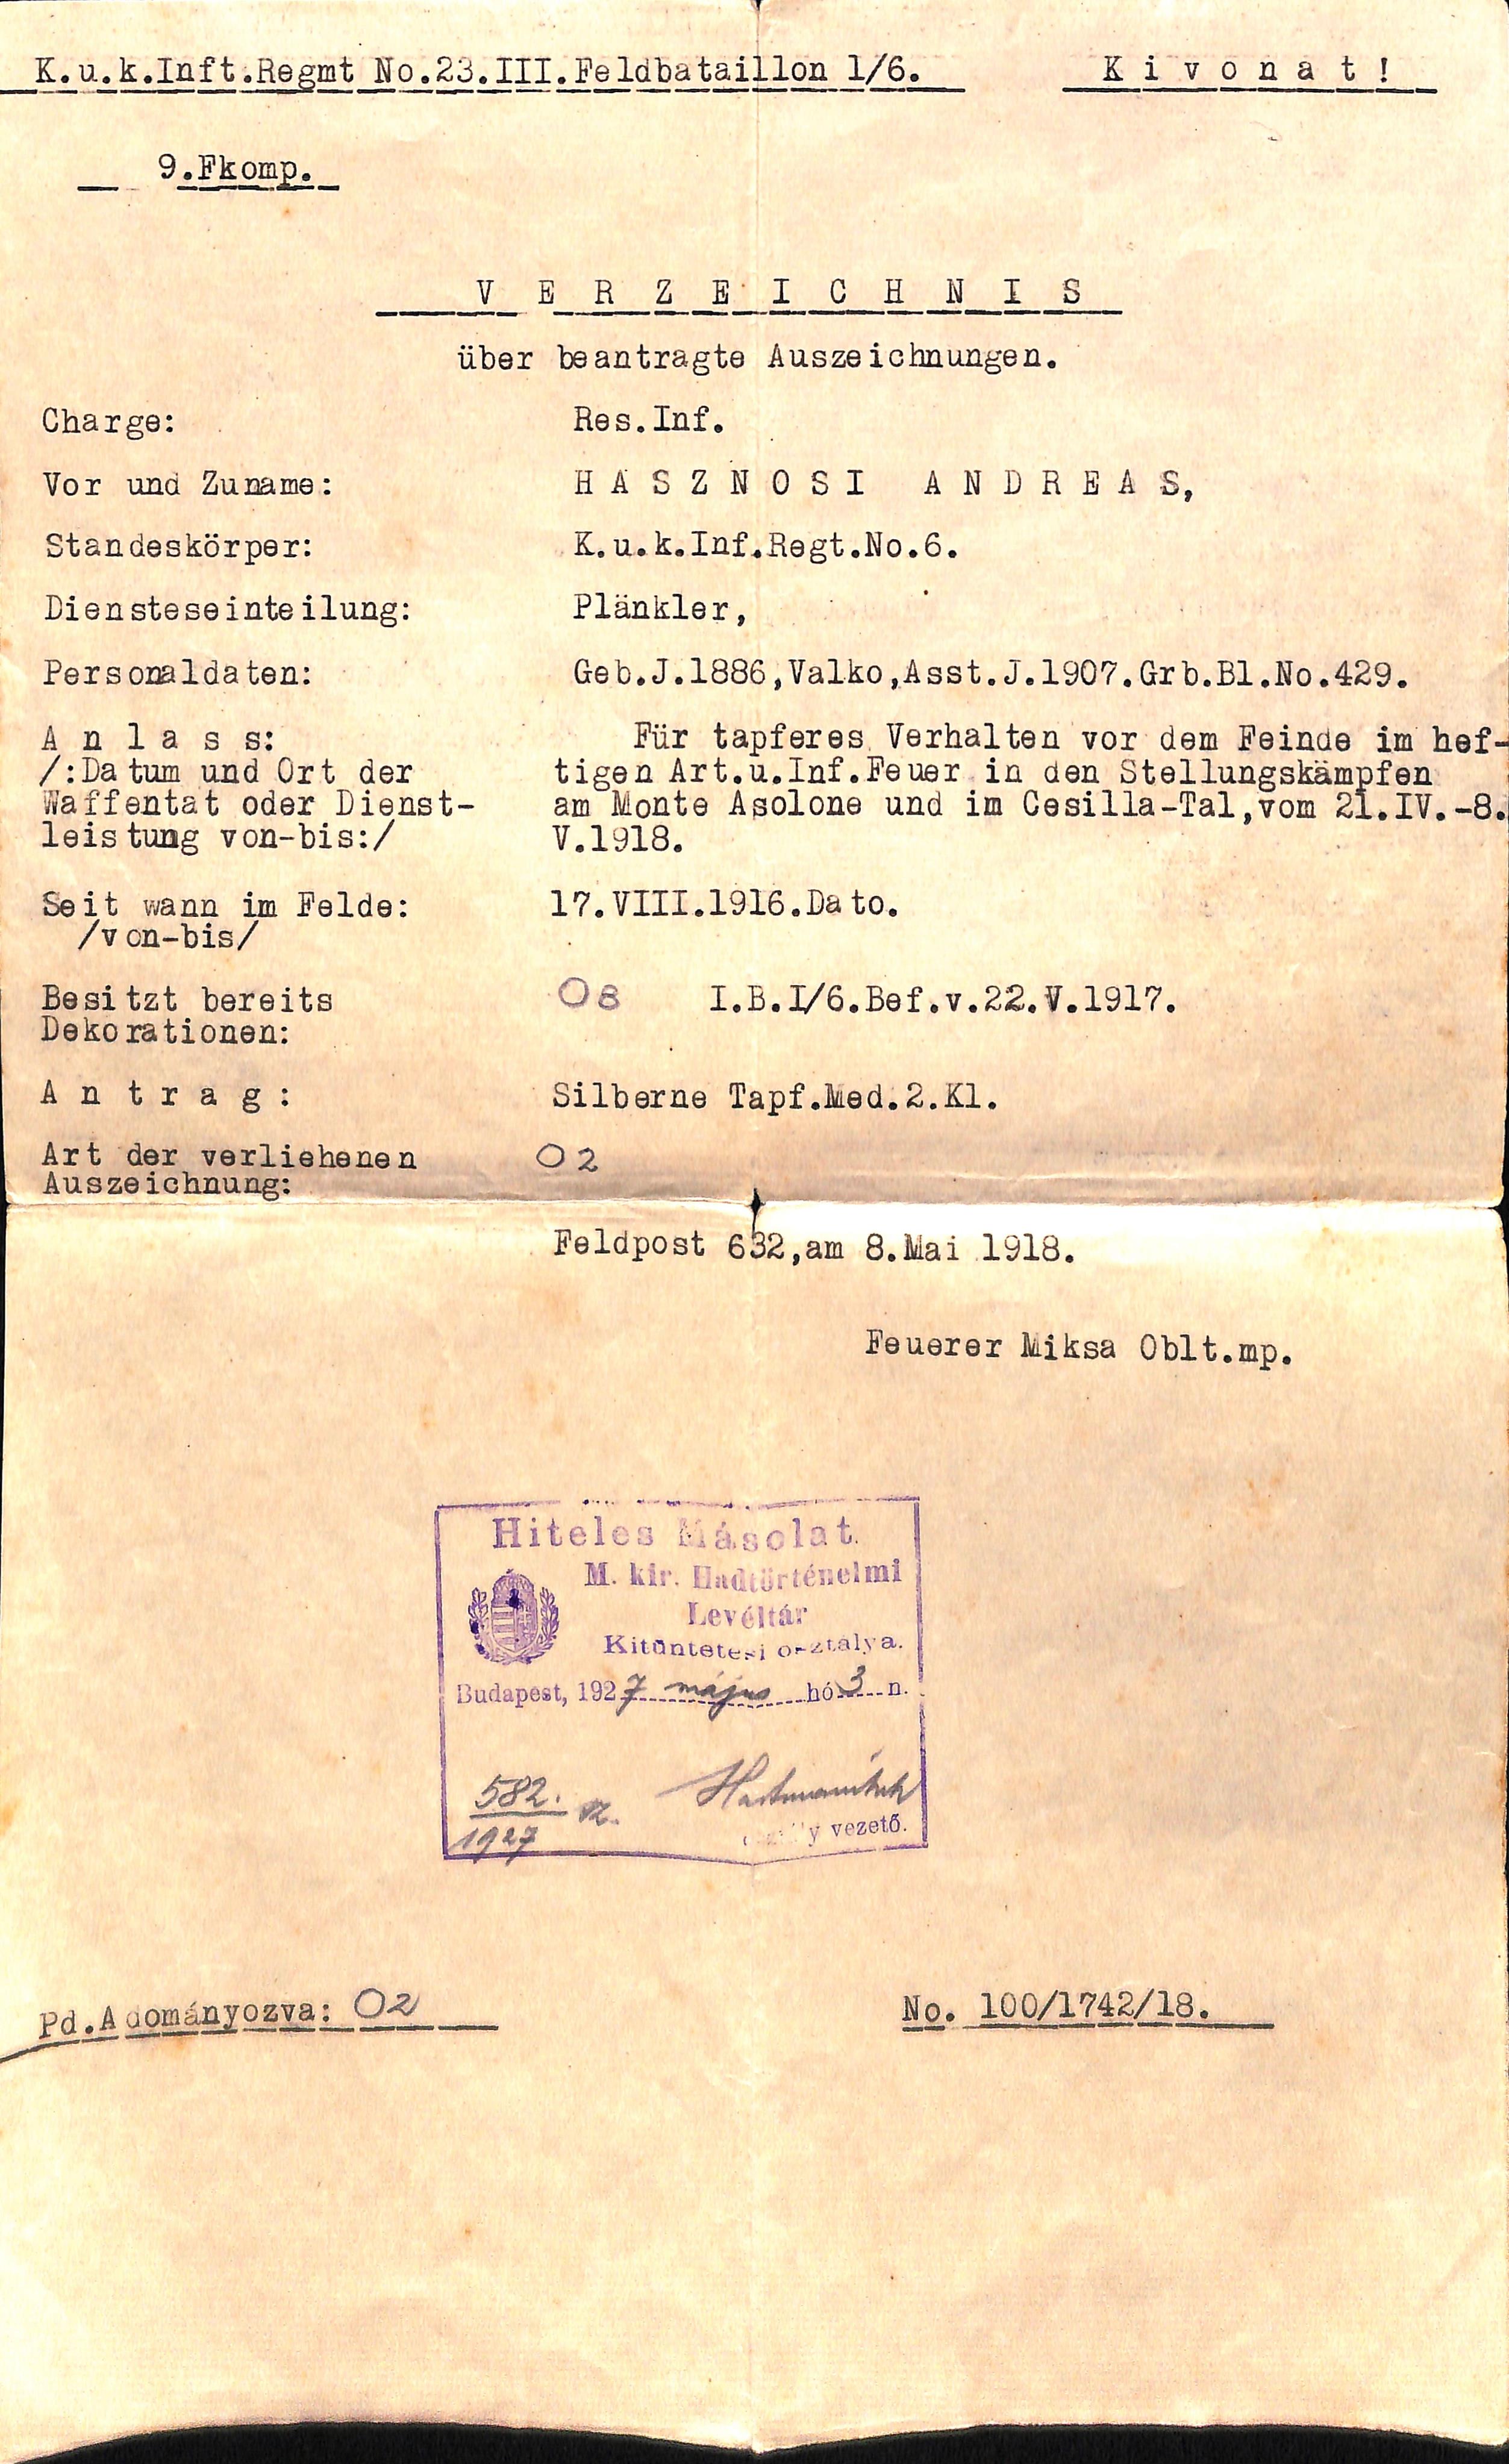 K.u.k.Inft.Regmt No.23.III.Feldbataillon 1/6. K i v o n a t !
9.Fkomp.
V E R Z E I C H N I S
über beantragte Auszeichnungen.
Charge: Res.Inf.
Vor und Zuname: H A S Z N O S I A N D R E A S,
Standeskörper: K.u.k.Inf.Regt.No.6.
Diensteseinteilung: Plänkler,
Personaldaten: Geb.J.1886,Valko,Asst.J.1907.Grb.Bl.No.429.
A n l a s s: Für tapferes Verhalten vor dem Feinde im hef-
/:Datum und Ort der tigen Art.u.Inf.Feuer in den Stellungskämpfen
Waffentat oder Dienst- am Monte Asolone und im Cesilla-Tal,vom 21.IV.-8.
leistung von-bis:/ V.1918.
Seit wann im Felde: 17.VIII.1916.Dato.
/von-bis/
Besitzt bereits O8 I.B.I/6.Bef.v.22.V.1917.
Dekorationen:
A n t r a g : Silberne Tapf.Med.2.Kl.
Art der verliehenen O2
Auszeichnung:
Feldpost 632,am 8.Mai 1918.
Feuerer Miksa Oblt.mp.
Hiteles Másolat.
M. kir. Hadtörténelmi
Levéltár
Kitüntetési osztálya.
Budapest, 1927 május hó 3 n.
582.
1927
osztály vezető.
Pd.Adományozva: O2 No. 100/1742/18.